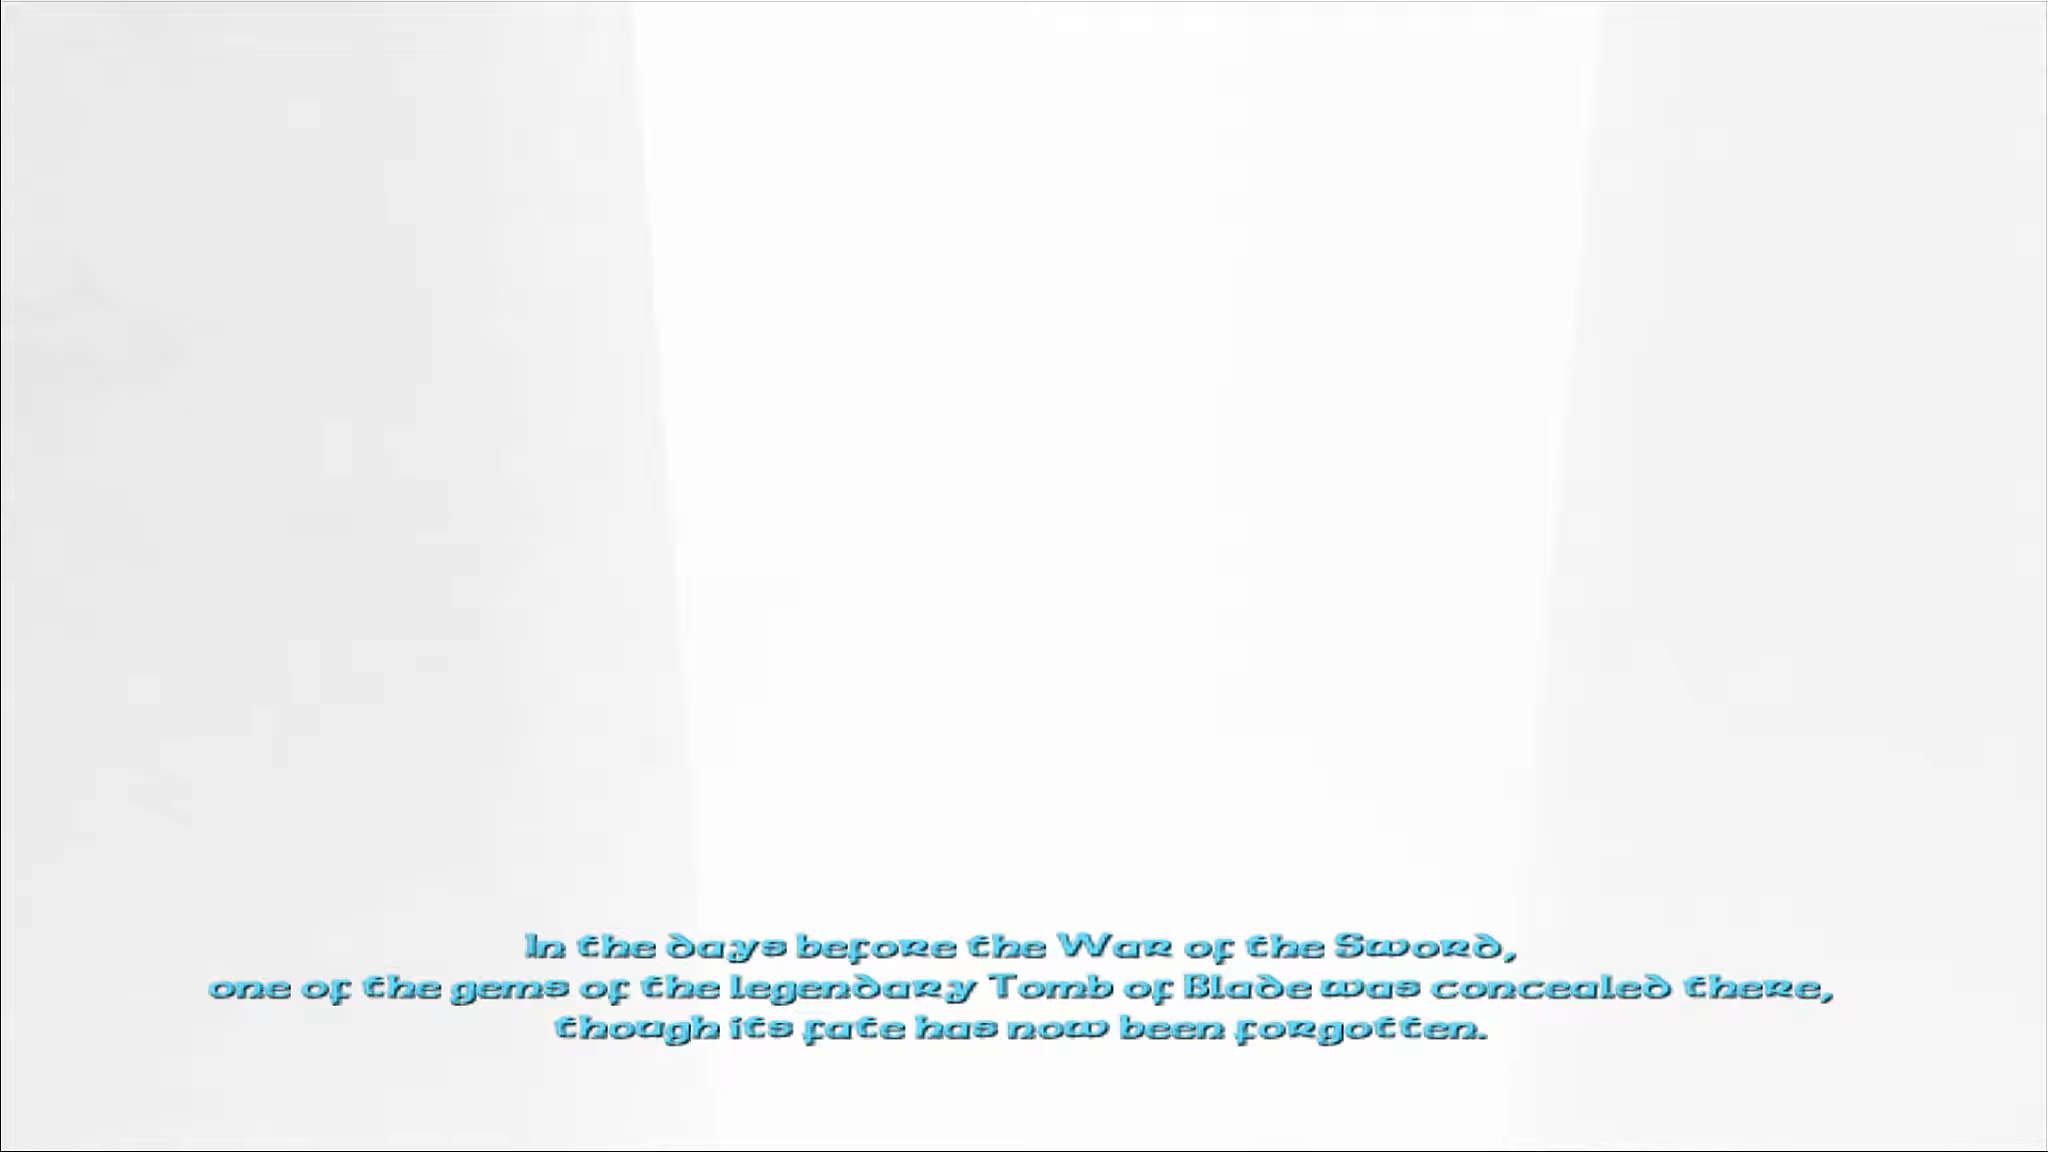 In the days before the War of the Sword,
one of the gems of the legendary Tomb of Blade was concealed there,
though its fate has now been forgotten.